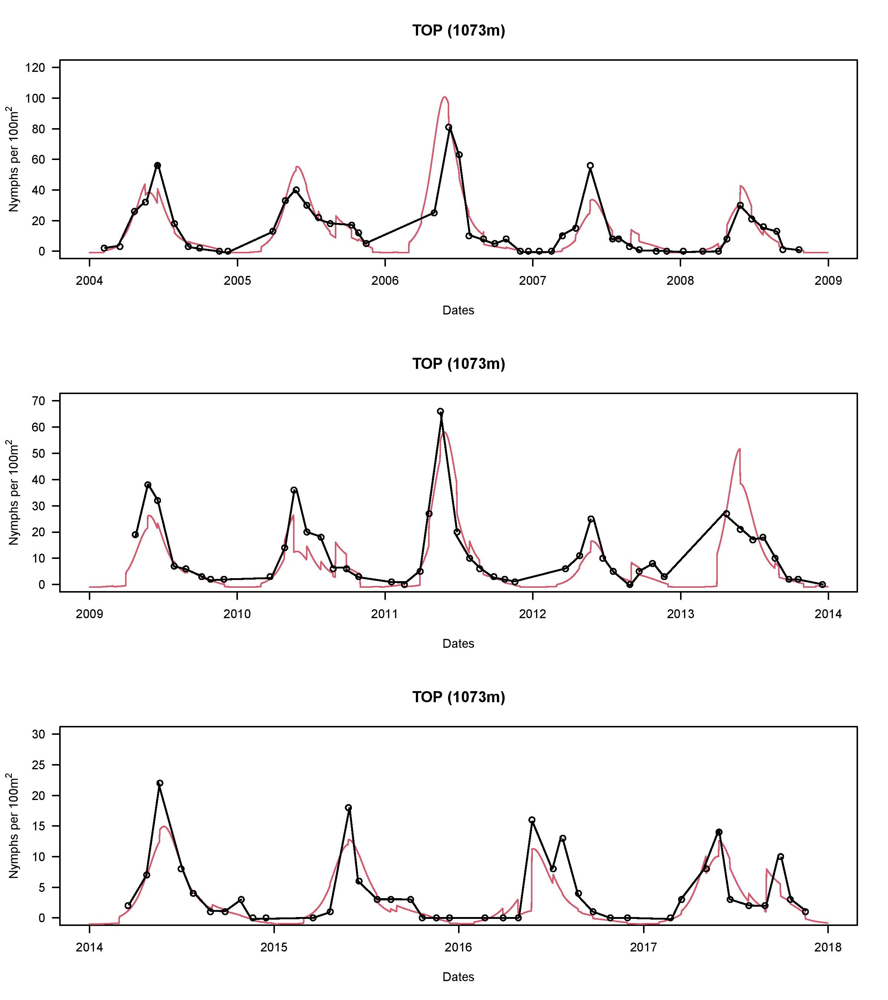 TOP (1073m)
Nymphs per 100m²
120
100
80
60
40
20
0
2004 2005 2006 2007 2008 2009
Dates
TOP (1073m)
Nymphs per 100m²
70
60
50
40
30
20
10
0
2009 2010 2011 2012 2013 2014
Dates
TOP (1073m)
Nymphs per 100m²
30
25
20
15
10
5
0
2014 2015 2016 2017 2018
Dates